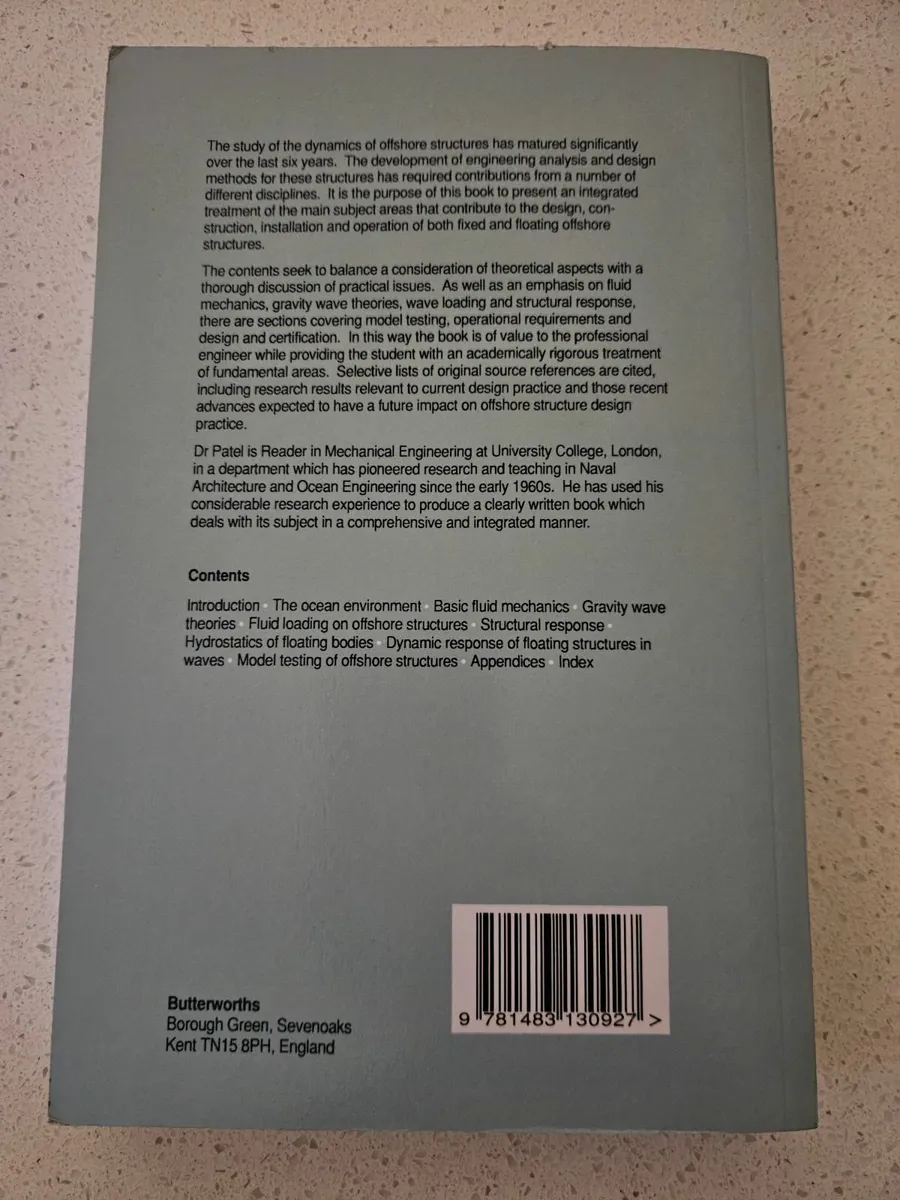 The study of the dynamics of offshore structures has matured significantly
over the last six years. The development of engineering analysis and design
methods for these structures has required contributions from a number of
different disciplines. It is the purpose of this book to present an integrated
treatment of the main subject areas that contribute to the design, con-
struction, installation and operation of both fixed and floating offshore
structures.
The contents seek to balance a consideration of theoretical aspects with a
thorough discussion of practical issues. As well as an emphasis on fluid
mechanics, gravity wave theories, wave loading and structural response,
there are sections covering model testing, operational requirements and
design and certification. In this way the book is of value to the professional
engineer while providing the student with an academically rigorous treatment
of fundamental areas. Selective lists of original source references are cited,
including research results relevant to current design practice and those recent
advances expected to have a future impact on offshore structure design
practice.
Dr Patel is Reader in Mechanical Engineering at University College, London,
in a department which has pioneered research and teaching in Naval
Architecture and Ocean Engineering since the early 1960s. He has used his
considerable research experience to produce a clearly written book which
deals with its subject in a comprehensive and integrated manner.
Contents
Introduction • The ocean environment • Basic fluid mechanics • Gravity wave
theories • Fluid loading on offshore structures • Structural response •
Hydrostatics of floating bodies • Dynamic response of floating structures in
waves • Model testing of offshore structures • Appendices • Index
Butterworths
Borough Green, Sevenoaks
Kent TN15 8PH, England
9 781483 130927 >